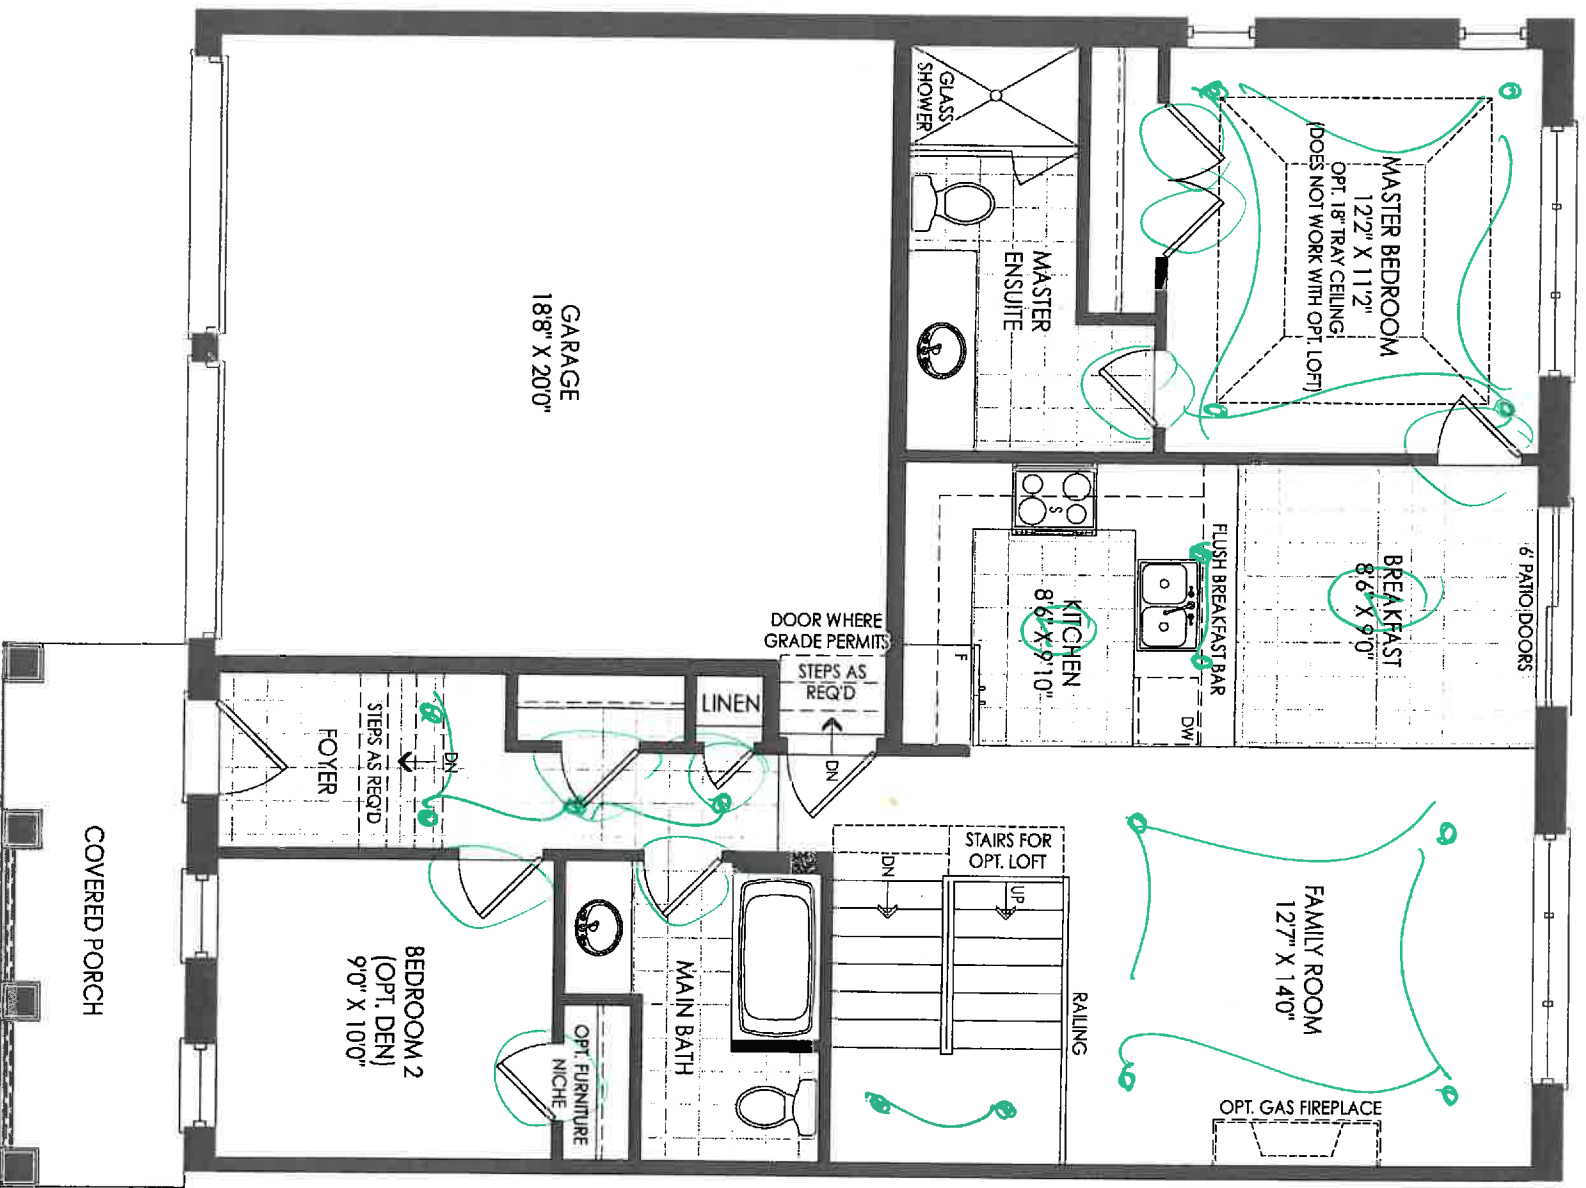 GLASS
SHOWER
MASTER BEDROOM
12'2" X 11'2"
OPT. 18" TRAY CEILING
(DOES NOT WORK WITH OPT. LOFT)
MASTER
ENSUITE
GARAGE
18'8" X 20'0"
6' PATIO DOORS
BREAKFAST
8'6" X 9'0"
FLUSH BREAKFAST BAR
KITCHEN
8'6" X 9'10"
S
F
DW
DOOR WHERE
GRADE PERMITS
STEPS AS
REQ'D
DN
LINEN
FOYER
STEPS AS REQ'D
DN
STAIRS FOR
OPT. LOFT
DN
UP
RAILING
FAMILY ROOM
12'7" X 14'0"
OPT. GAS FIREPLACE
COVERED PORCH
BEDROOM 2
(OPT. DEN)
9'0" X 10'0"
MAIN BATH
OPT. FURNITURE
NICHE